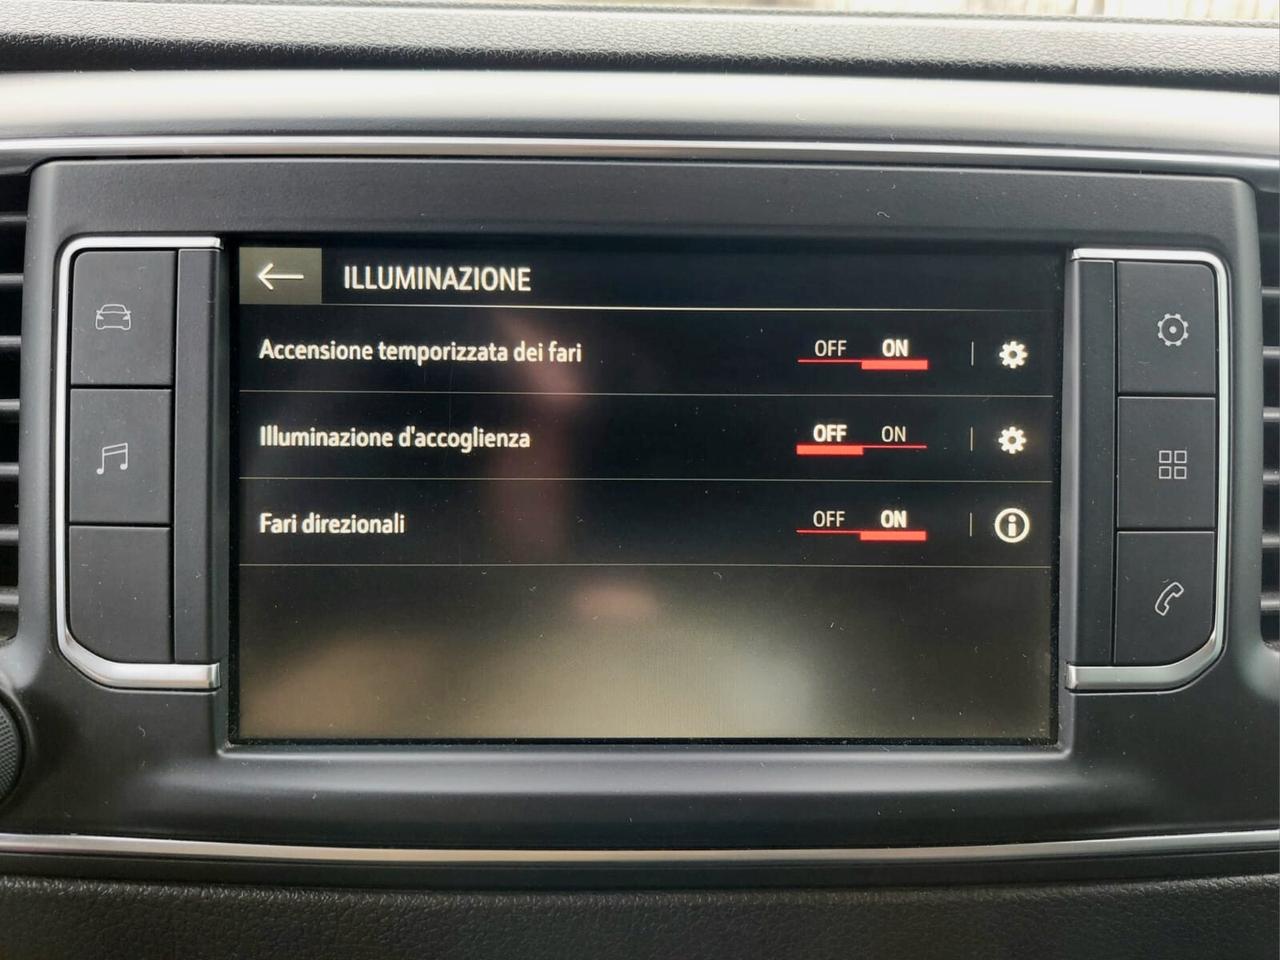 ILLUMINAZIONE
Accensione temporizzata dei fari OFF ON
Illuminazione d'accoglienza OFF ON
Fari direzionali OFF ON